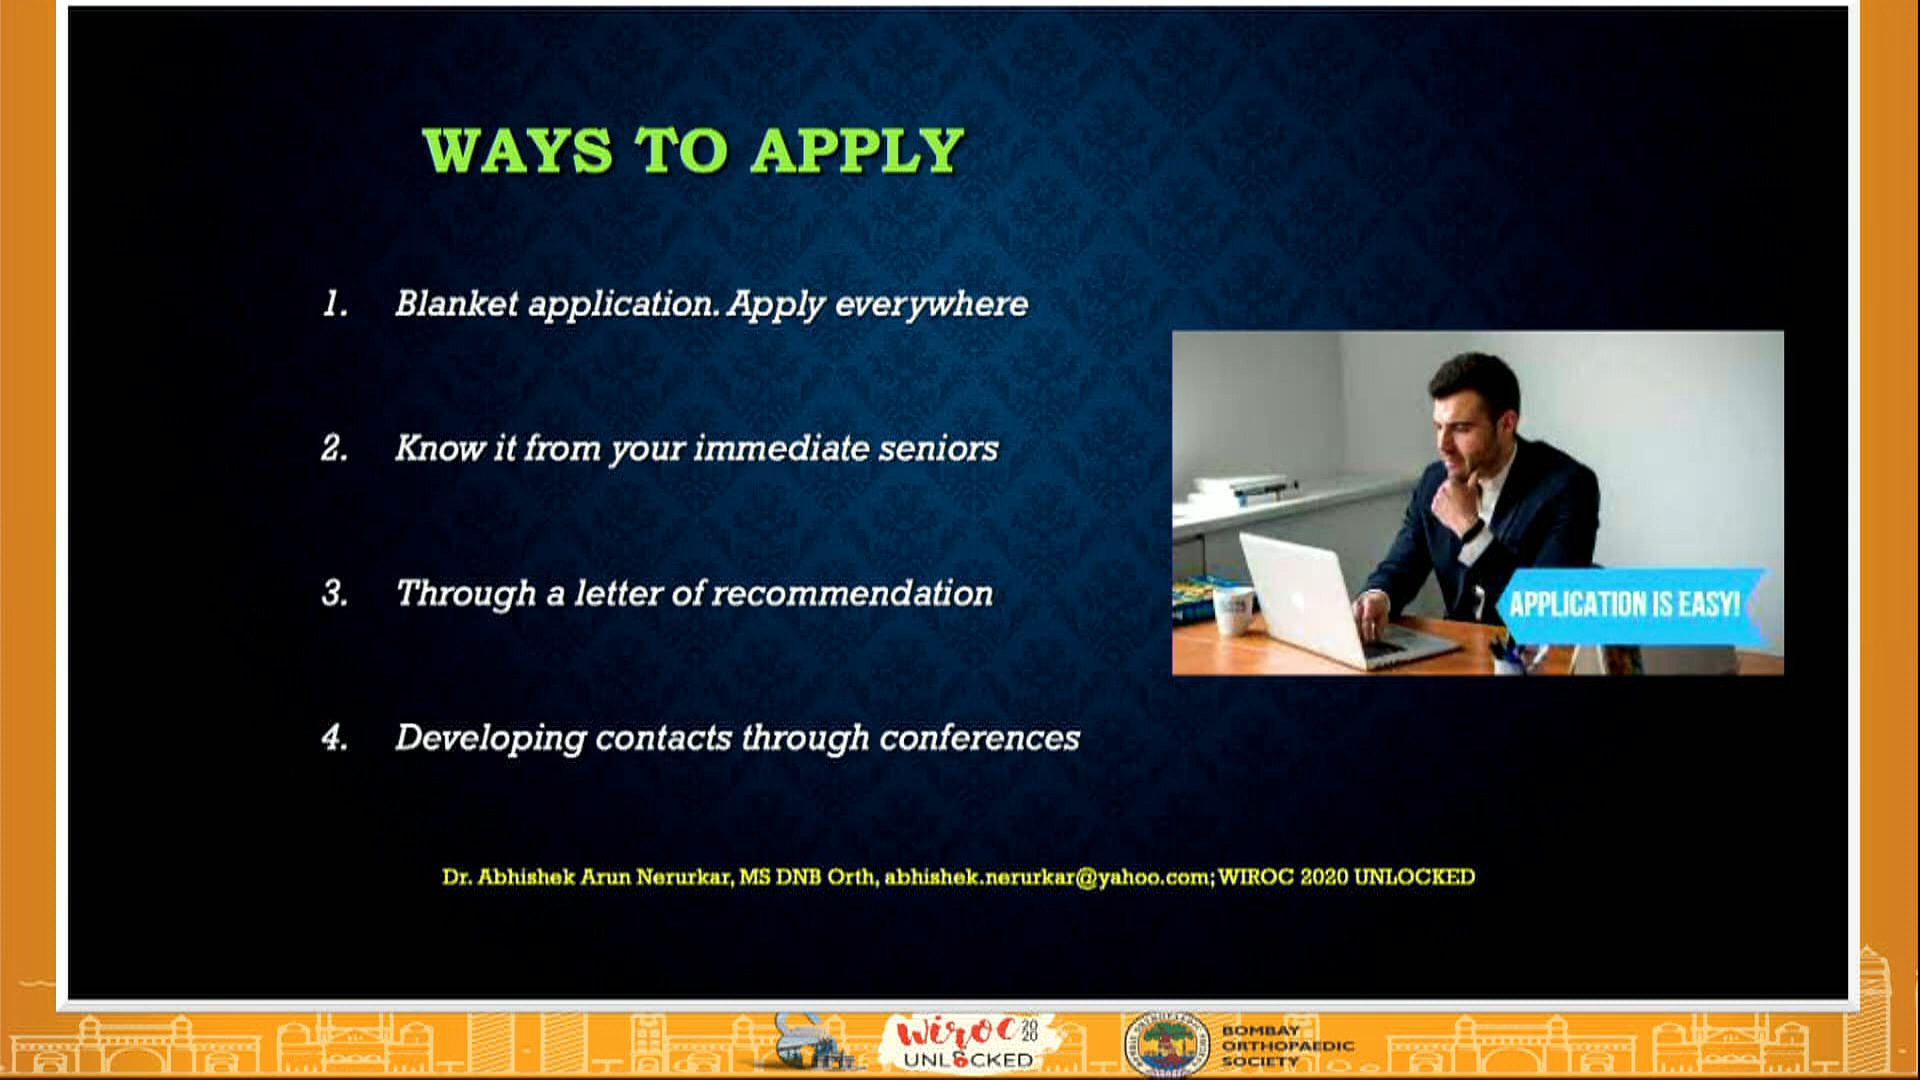 WAYS TO APPLY
1. Blanket application. Apply everywhere
2. Know it from your immediate seniors
3. Through a letter of recommendation
APPLICATION IS EASY!
4. Developing contacts through conferences
Dr. Abhishek Arun Nerurkar, MS DNB Orth, abhishek.nerurkar@yahoo.com; WIROC 2020 UNLOCKED
wiroc 2020
UNLOCKED
BOMBAY
ORTHOPAEDIC
SOCIETY